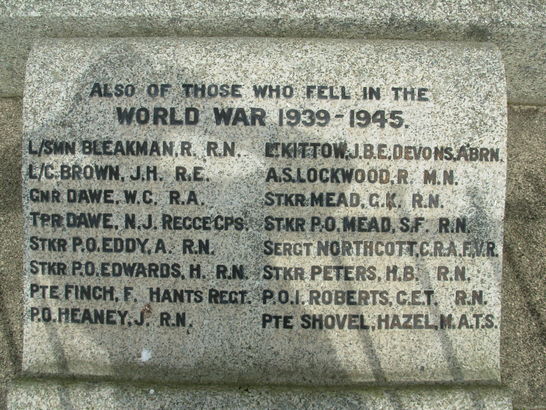 ALSO OF THOSE WHO FELL IN THE
WORLD WAR 1939-1945.
L/SMN BLEAKMAN, R. R.N.
L/C. BROWN, J.H. R.E.
GNR DAWE, W.C. R.A.
TPR DAWE, N.J. RECCE CPS.
STKR P.O. EDDY, A. R.N.
STKR P.O. EDWARDS, H. R.N.
PTE FINCH, F. HANTS REGT.
P.O. HEANEY, J. R.N.
LT. KITTOW, J.B.E. DEVONS, A'BRN.
A.S. LOCKWOOD, R. M.N.
STKR MEAD, G.K. R.N.
STKR P.O. MEAD, S.F. R.N.
SERGT NORTHCOTT, C. R.A.F.V.R.
STKR PETERS, H.B. R.N.
P.O.I. ROBERTS, G.E.T. R.N.
PTE SHOVEL, HAZEL, M. A.T.S.